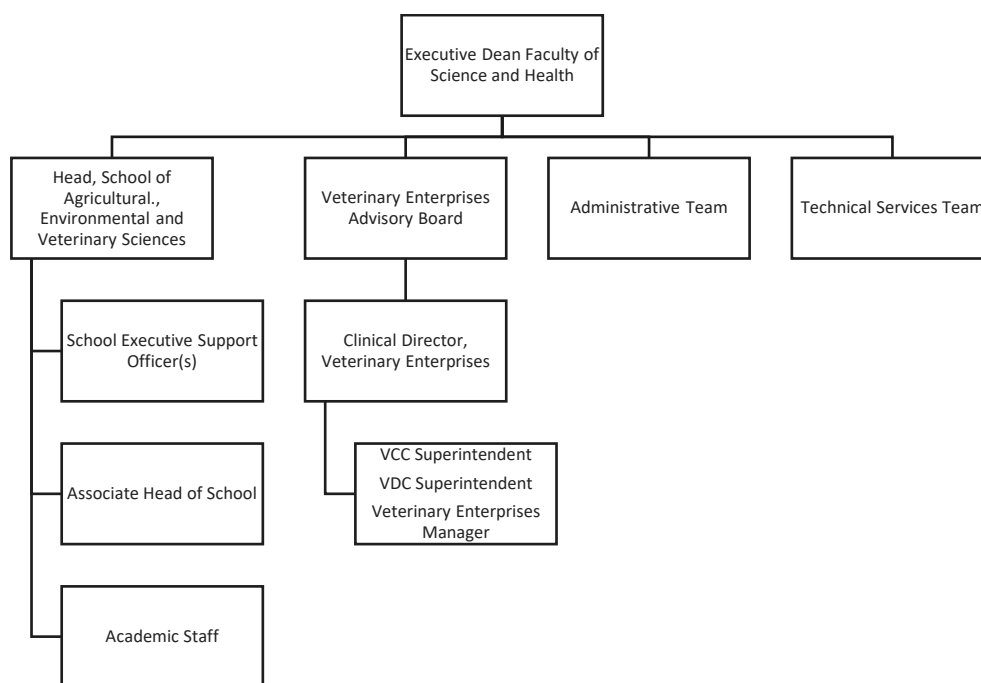 Executive Dean Faculty of
Science and Health
Head, School of
Agricultural.,
Environmental and
Veterinary Sciences
Veterinary Enterprises
Advisory Board
Administrative Team
Technical Services Team
School Executive Support
Officer(s)
Clinical Director,
Veterinary Enterprises
Associate Head of School
VCC Superintendent
VDC Superintendent
Veterinary Enterprises
Manager
Academic Staff